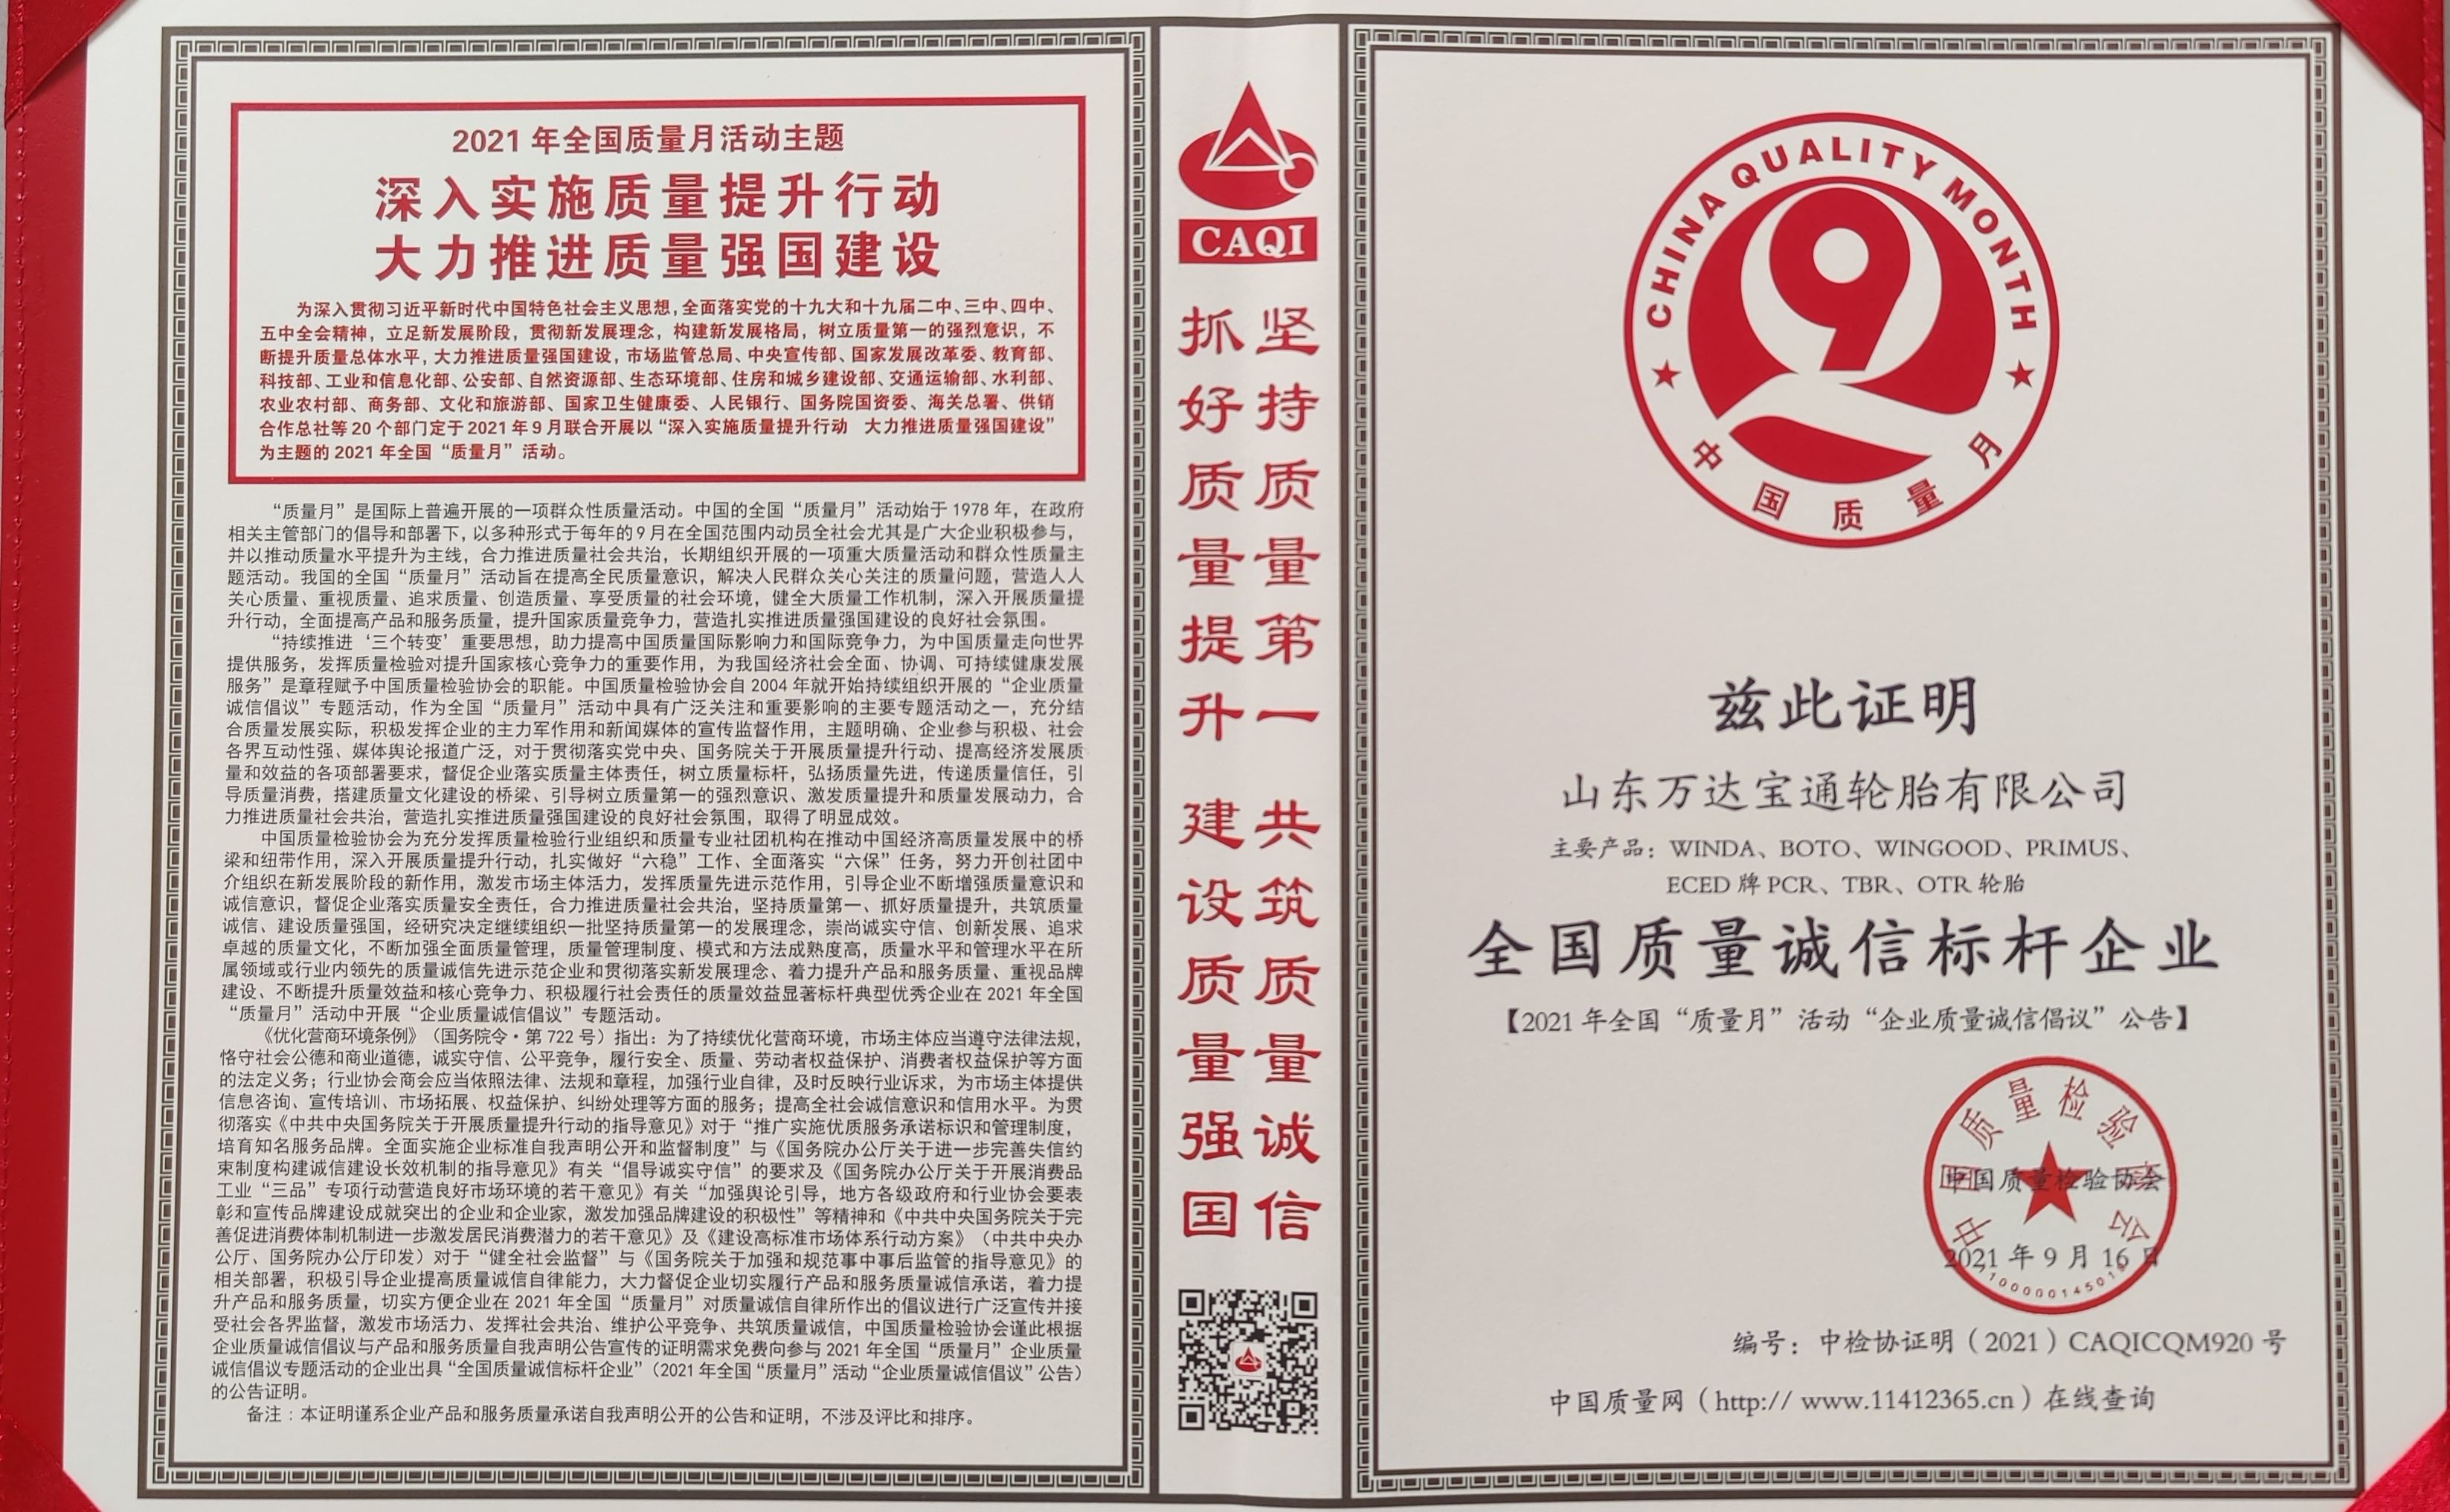 2021 年全国质量月活动主题
深入实施质量提升行动
大力推进质量强国建设
为深入贯彻习近平新时代中国特色社会主义思想，全面落实党的十九大和十九届二中、三中、四中、
五中全会精神，立足新发展阶段，贯彻新发展理念，构建新发展格局，树立质量第一的强烈意识，不
断提升质量总体水平，大力推进质量强国建设，市场监管总局、中央宣传部、国家发展改革委、教育部、
科技部、工业和信息化部、公安部、自然资源部、生态环境部、住房和城乡建设部、交通运输部、水利部、
农业农村部、商务部、文化和旅游部、国家卫生健康委、人民银行、国务院国资委、海关总署、供销
合作总社等 20 个部门定于 2021 年 9 月联合开展以“深入实施质量提升行动　大力推进质量强国建设”
为主题的 2021 年全国“质量月”活动。
“质量月”是国际上普遍开展的一项群众性质量活动。中国的全国“质量月”活动始于 1978 年，在政府
相关主管部门的倡导和部署下，以多种形式于每年的 9 月在全国范围内动员全社会尤其是广大企业积极参与，
并以推动质量水平提升为主线，合力推进质量社会共治，长期组织开展的一项重大质量活动和群众性质量主
题活动。我国的全国“质量月”活动旨在提高全民质量意识，解决人民群众关心关注的质量问题，营造人人
关心质量、重视质量、追求质量、创造质量、享受质量的社会环境，健全大质量工作机制，深入开展质量提
升行动，全面提高产品和服务质量，提升国家质量竞争力，营造扎实推进质量强国建设的良好社会氛围。
“持续推进‘三个转变’重要思想，助力提高中国质量国际影响力和国际竞争力，为中国质量走向世界
提供服务，发挥质量检验对提升国家核心竞争力的重要作用，为我国经济社会全面、协调、可持续健康发展
服务”是章程赋予中国质量检验协会的职能。中国质量检验协会自 2004 年就开始持续组织开展的“企业质量
诚信倡议”专题活动，作为全国“质量月”活动中具有广泛关注和重要影响的主要专题活动之一，充分结
合质量发展实际，积极发挥企业的主力军作用和新闻媒体的宣传监督作用，主题明确、企业参与积极、社会
各界互动性强、媒体舆论报道广泛，对于贯彻落实党中央、国务院关于开展质量提升行动、提高经济发展质
量和效益的各项部署要求，督促企业落实质量主体责任，树立质量标杆，弘扬质量先进，传递质量信任，引
导质量消费，搭建质量文化建设的桥梁、引导树立质量第一的强烈意识、激发质量提升和质量发展动力，合
力推进质量社会共治，营造扎实推进质量强国建设的良好社会氛围，取得了明显成效。
中国质量检验协会为充分发挥质量检验行业组织和质量专业社团机构在推动中国经济高质量发展中的桥
梁和纽带作用，深入开展质量提升行动，扎实做好“六稳”工作、全面落实“六保”任务，努力开创社团中
介组织在新发展阶段的新作用，激发市场主体活力，发挥质量先进示范作用，引导企业不断增强质量意识和
诚信意识，督促企业落实质量安全责任，合力推进质量社会共治，坚持质量第一、抓好质量提升，共筑质量
诚信、建设质量强国，经研究决定继续组织一批坚持质量第一的发展理念，崇尚诚实守信、创新发展、追求
卓越的质量文化，不断加强全面质量管理，质量管理制度、模式和方法成熟度高，质量水平和管理水平在所
属领域或行业内领先的质量诚信先进示范企业和贯彻落实新发展理念、着力提升产品和服务质量、重视品牌
建设、不断提升质量效益和核心竞争力、积极履行社会责任的质量效益显著标杆典型优秀企业在 2021 年全国
“质量月”活动中开展“企业质量诚信倡议”专题活动。
《优化营商环境条例》（国务院令·第 722 号）指出：为了持续优化营商环境，市场主体应当遵守法律法规，
恪守社会公德和商业道德，诚实守信、公平竞争，履行安全、质量、劳动者权益保护、消费者权益保护等方面
的法定义务；行业协会商会应当依照法律、法规和章程，加强行业自律，及时反映行业诉求，为市场主体提供
信息咨询、宣传培训、市场拓展、权益保护、纠纷处理等方面的服务；提高全社会诚信意识和信用水平。为贯
彻落实《中共中央国务院关于开展质量提升行动的指导意见》对于“推广实施优质服务承诺标识和管理制度，
培育知名服务品牌。全面实施企业标准自我声明公开和监督制度”与《国务院办公厅关于进一步完善失信约
束制度构建诚信建设长效机制的指导意见》有关“倡导诚实守信”的要求及《国务院办公厅关于开展消费品
工业“三品”专项行动营造良好市场环境的若干意见》有关“加强舆论引导，地方各级政府和行业协会要表
彰和宣传品牌建设成就突出的企业和企业家，激发加强品牌建设的积极性”等精神和《中共中央国务院关于完
善促进消费体制机制进一步激发居民消费潜力的若干意见》及《建设高标准市场体系行动方案》（中共中央办
公厅、国务院办公厅印发）对于“健全社会监督”与《国务院关于加强和规范事中事后监管的指导意见》的
相关部署，积极引导企业提高质量诚信自律能力，大力督促企业切实履行产品和服务质量诚信承诺，着力提
升产品和服务质量，切实方便企业在 2021 年全国“质量月”对质量诚信自律所作出的倡议进行广泛宣传并接
受社会各界监督，激发市场活力、发挥社会共治、维护公平竞争、共筑质量诚信，中国质量检验协会谨此根据
企业质量诚信倡议与产品和服务质量自我声明公告宣传的证明需求免费向参与 2021 年全国“质量月”企业质量
诚信倡议专题活动的企业出具“全国质量诚信标杆企业”（2021 年全国“质量月”活动“企业质量诚信倡议”公告）
的公告证明。
备注：本证明谨系企业产品和服务质量承诺自我声明公开的公告和证明，不涉及评比和排序。
CAQI
坚持质量第一 共筑质量诚信
抓好质量提升 建设质量强国
CHINA QUALITY MONTH
9
中国质量月
兹此证明
山东万达宝通轮胎有限公司
主要产品：WINDA、BOTO、WINGOOD、PRIMUS、
ECED 牌 PCR、TBR、OTR 轮胎
全国质量诚信标杆企业
【2021 年全国“质量月”活动“企业质量诚信倡议”公告】
中国质量检验协会
中国质量检验协会
2021 年 9 月 16 日
编号：中检协证明（2021）CAQICQM920 号
中国质量网（http:// www.11412365.cn）在线查询